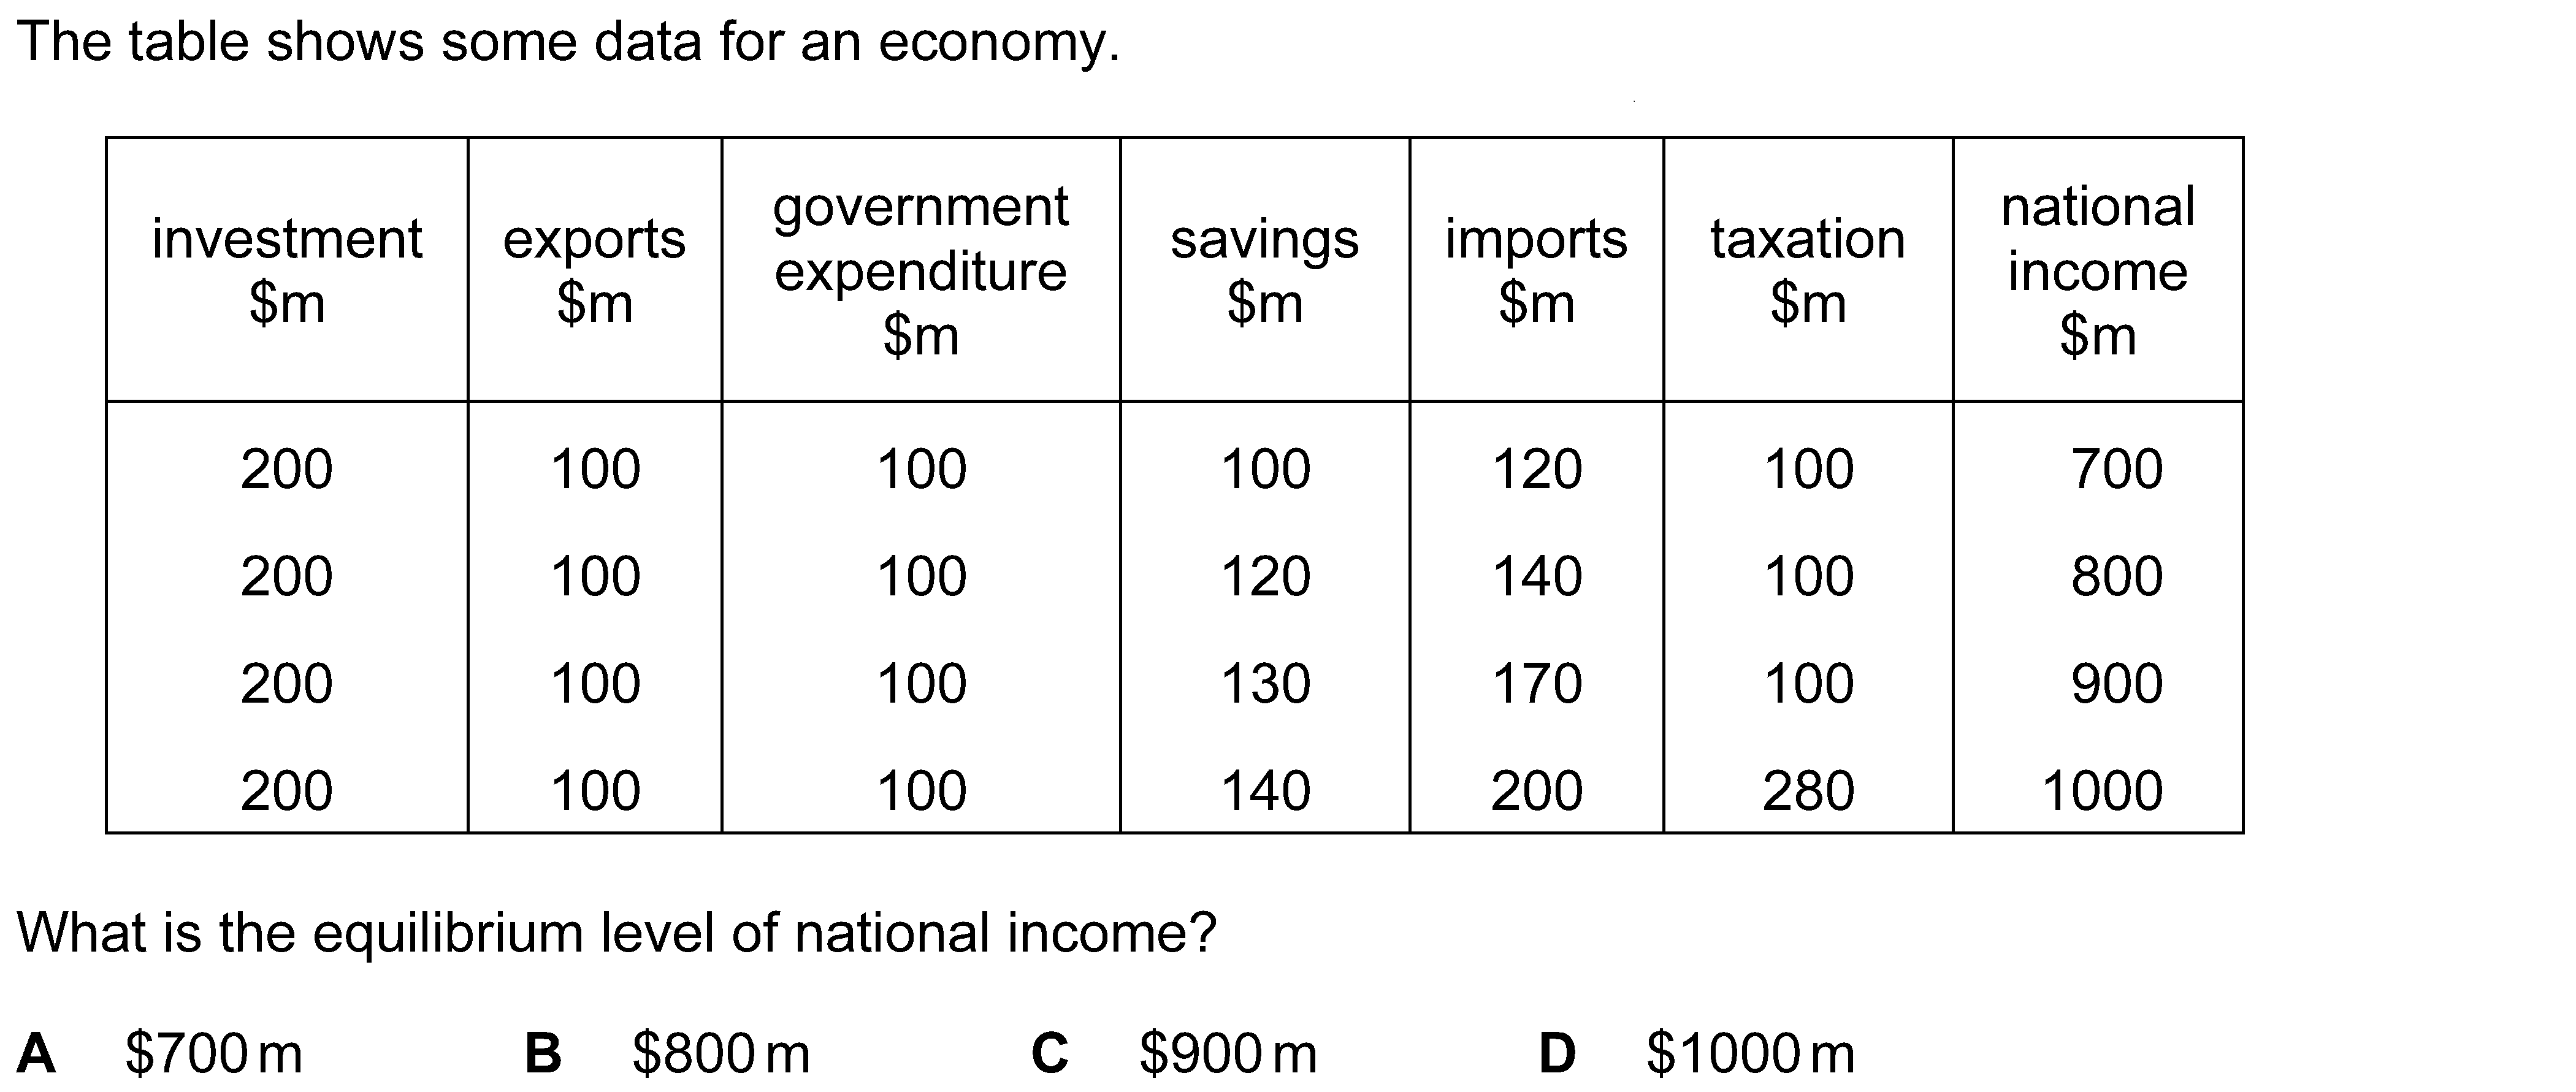 The table shows some data for an economy.
investment $m exports $m government expenditure $m savings $m imports $m taxation $m national income $m
200 100 100 100 120 100 700
200 100 100 120 140 100 800
200 100 100 130 170 100 900
200 100 100 140 200 280 1000
What is the equilibrium level of national income?
A $700 m B $800 m C $900 m D $1000 m